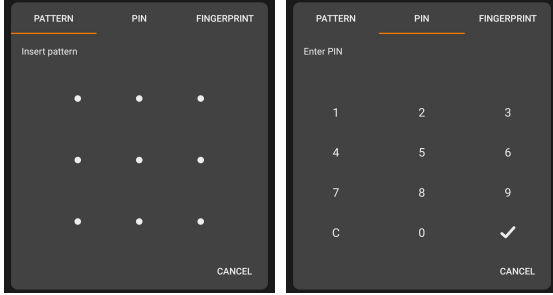 PATTERN PIN FINGERPRINT
Insert pattern
CANCEL
PATTERN PIN FINGERPRINT
Enter PIN
1 2 3
4 5 6
7 8 9
C 0
CANCEL